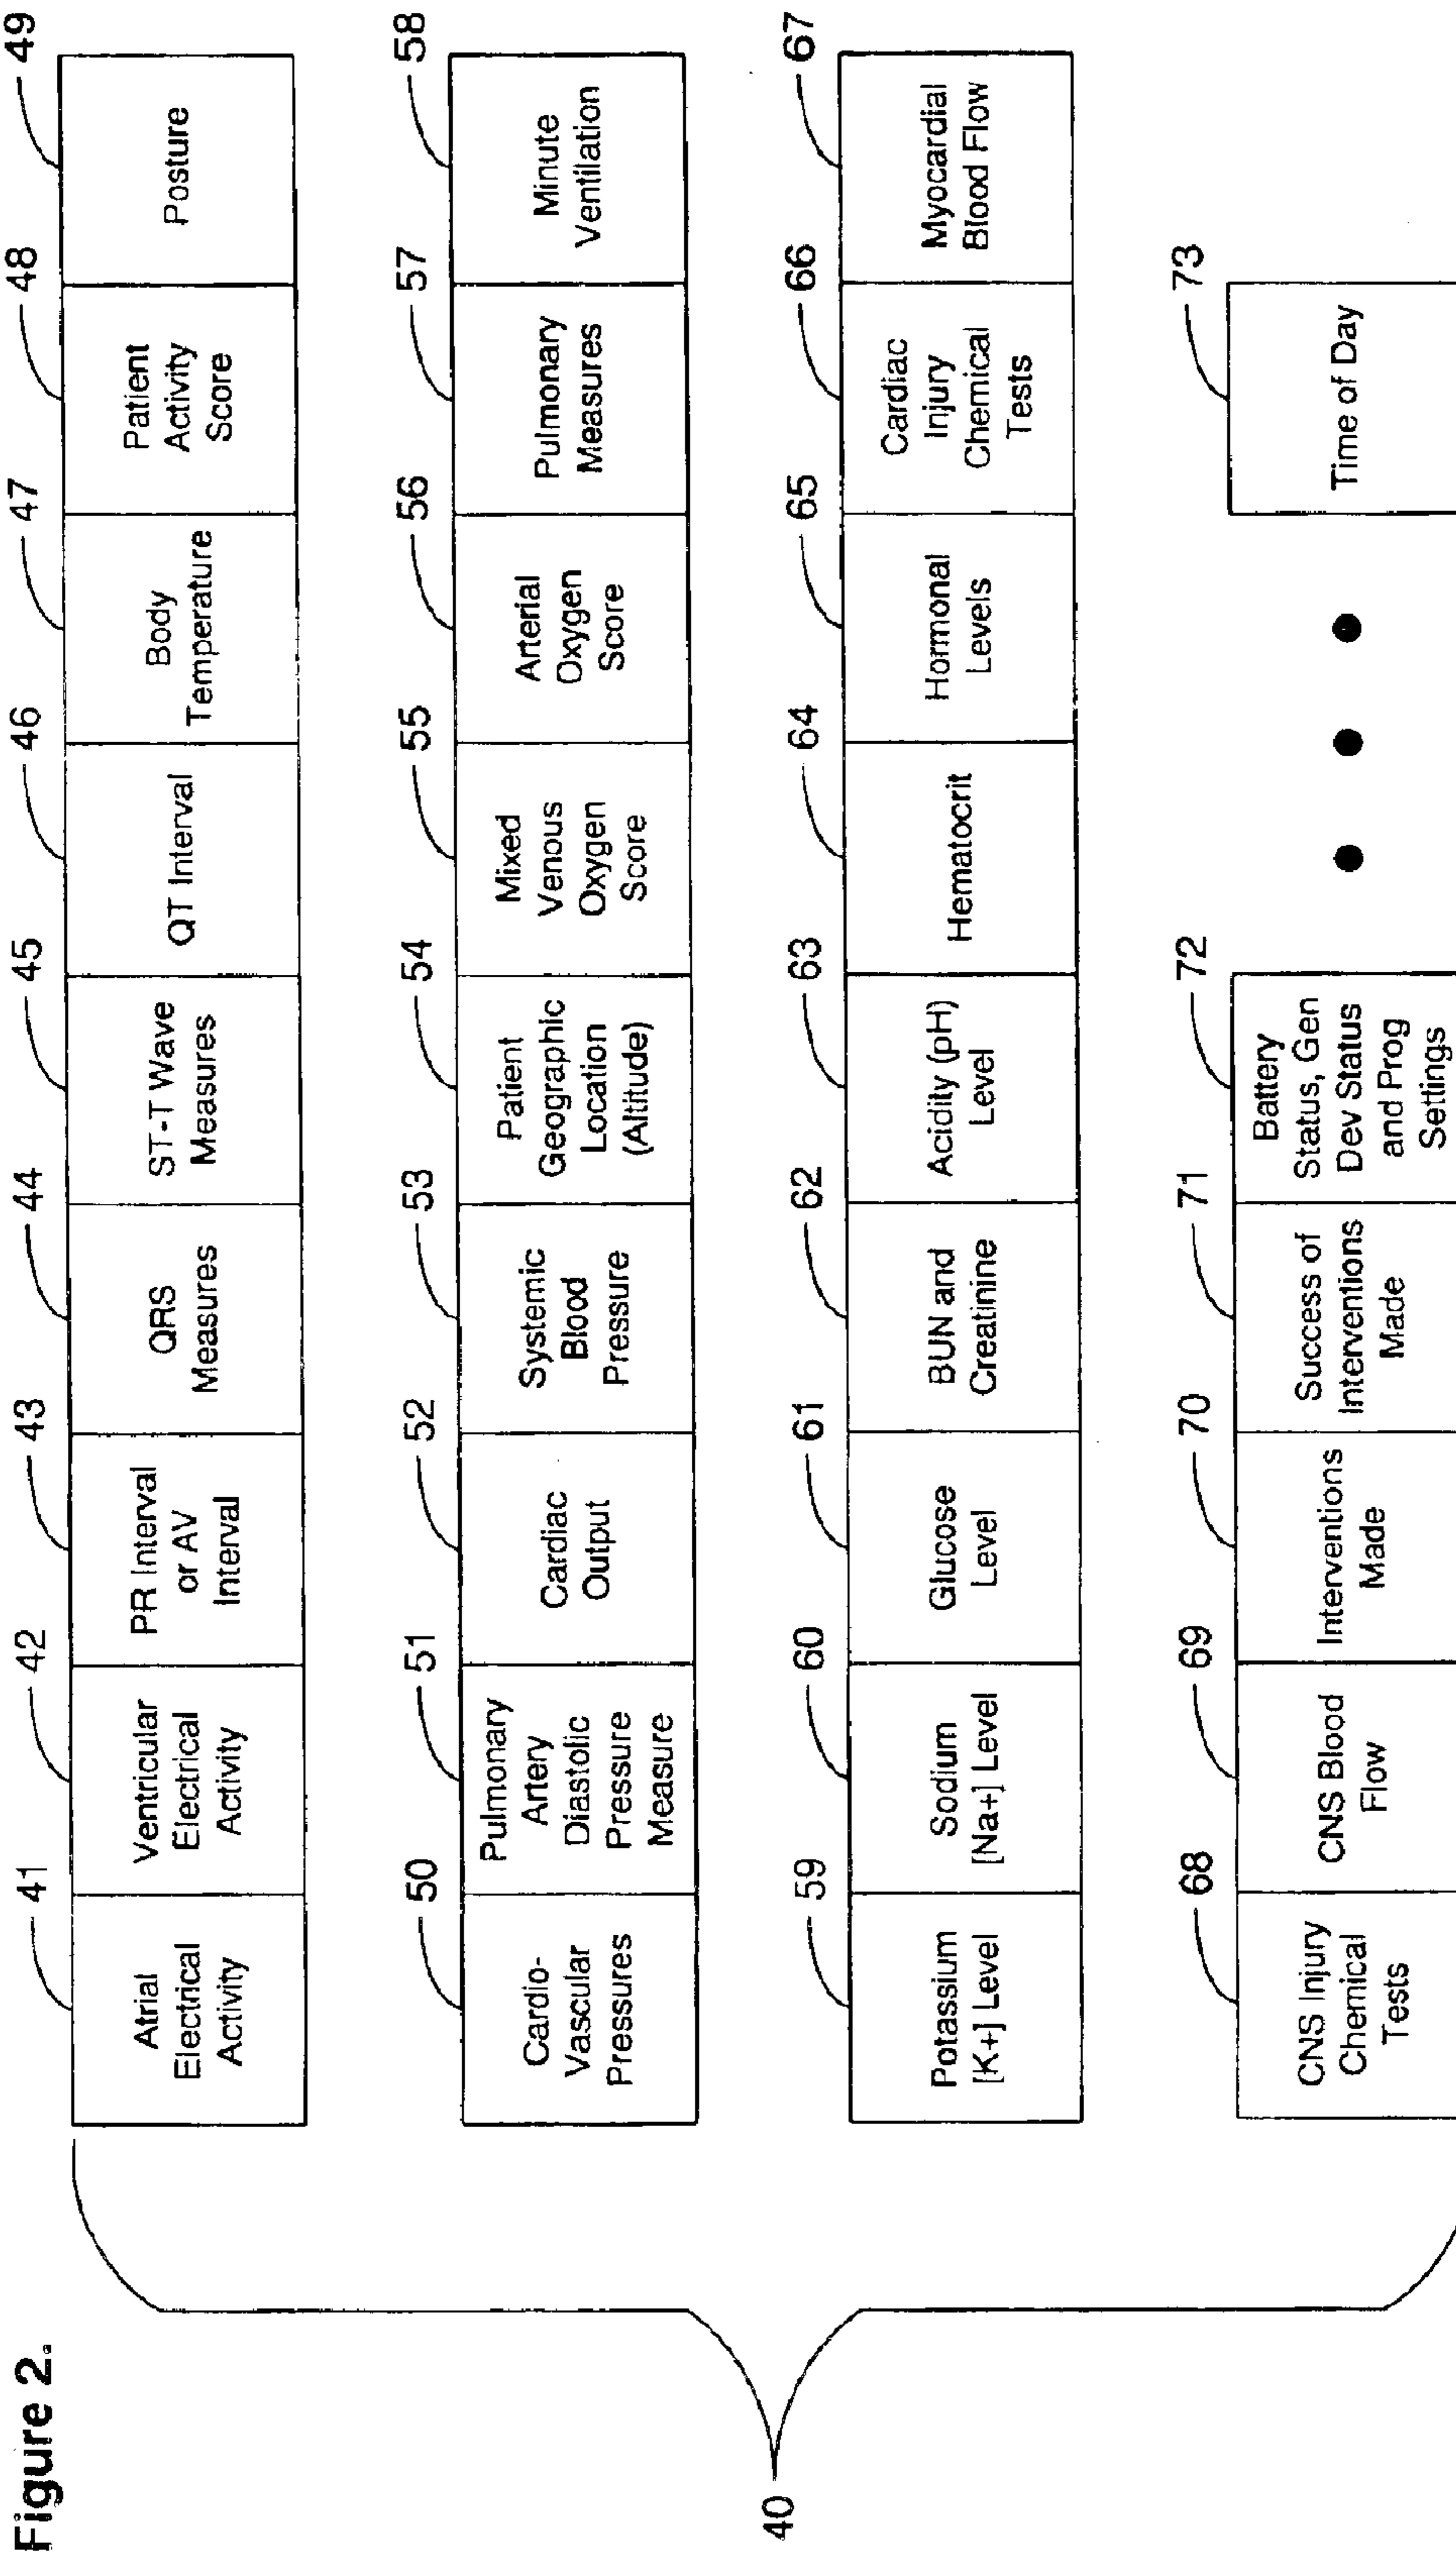 Figure 2.
40
41
42
43
44
45
46
47
48
49
Atrial
Electrical
Activity
Ventricular
Electrical
Activity
PR Interval
or AV
Interval
QRS
Measures
ST-T Wave
Measures
QT Interval
Body
Temperature
Patient
Activity
Score
Posture
50
51
52
53
54
55
56
57
58
Cardio-
Vascular
Pressures
Pulmonary
Artery
Diastolic
Pressure
Measure
Cardiac
Output
Systemic
Blood
Pressure
Patient
Geographic
Location
(Altitude)
Mixed
Venous
Oxygen
Score
Arterial
Oxygen
Score
Pulmonary
Measures
Minute
Ventilation
59
60
61
62
63
64
65
66
67
Potassium
[K+] Level
Sodium
[Na+] Level
Glucose
Level
BUN and
Creatinine
Acidity (pH)
Level
Hematocrit
Hormonal
Levels
Cardiac
Injury
Chemical
Tests
Myocardial
Blood Flow
68
69
70
71
72
73
CNS Injury
Chemical
Tests
CNS Blood
Flow
Interventions
Made
Success of
Interventions
Made
Battery
Status, Gen
Dev Status
and Prog
Settings
Time of Day